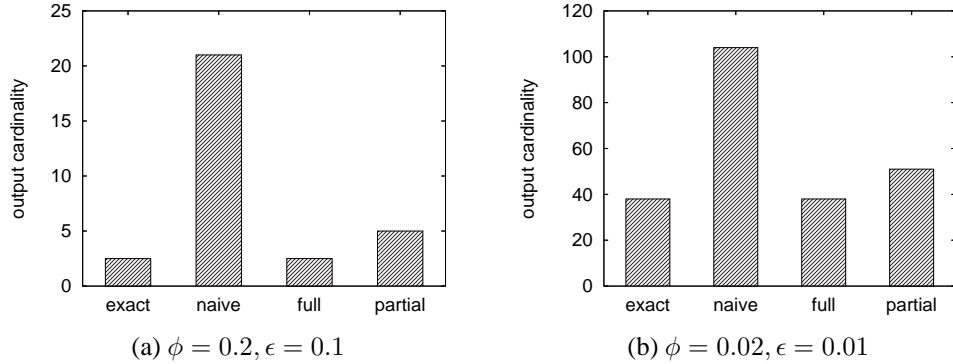 output cardinality
25
20
15
10
5
0
exact naive full partial
(a) ϕ = 0.2, ϵ = 0.1
output cardinality
120
100
80
60
40
20
0
exact naive full partial
(b) ϕ = 0.02, ϵ = 0.01